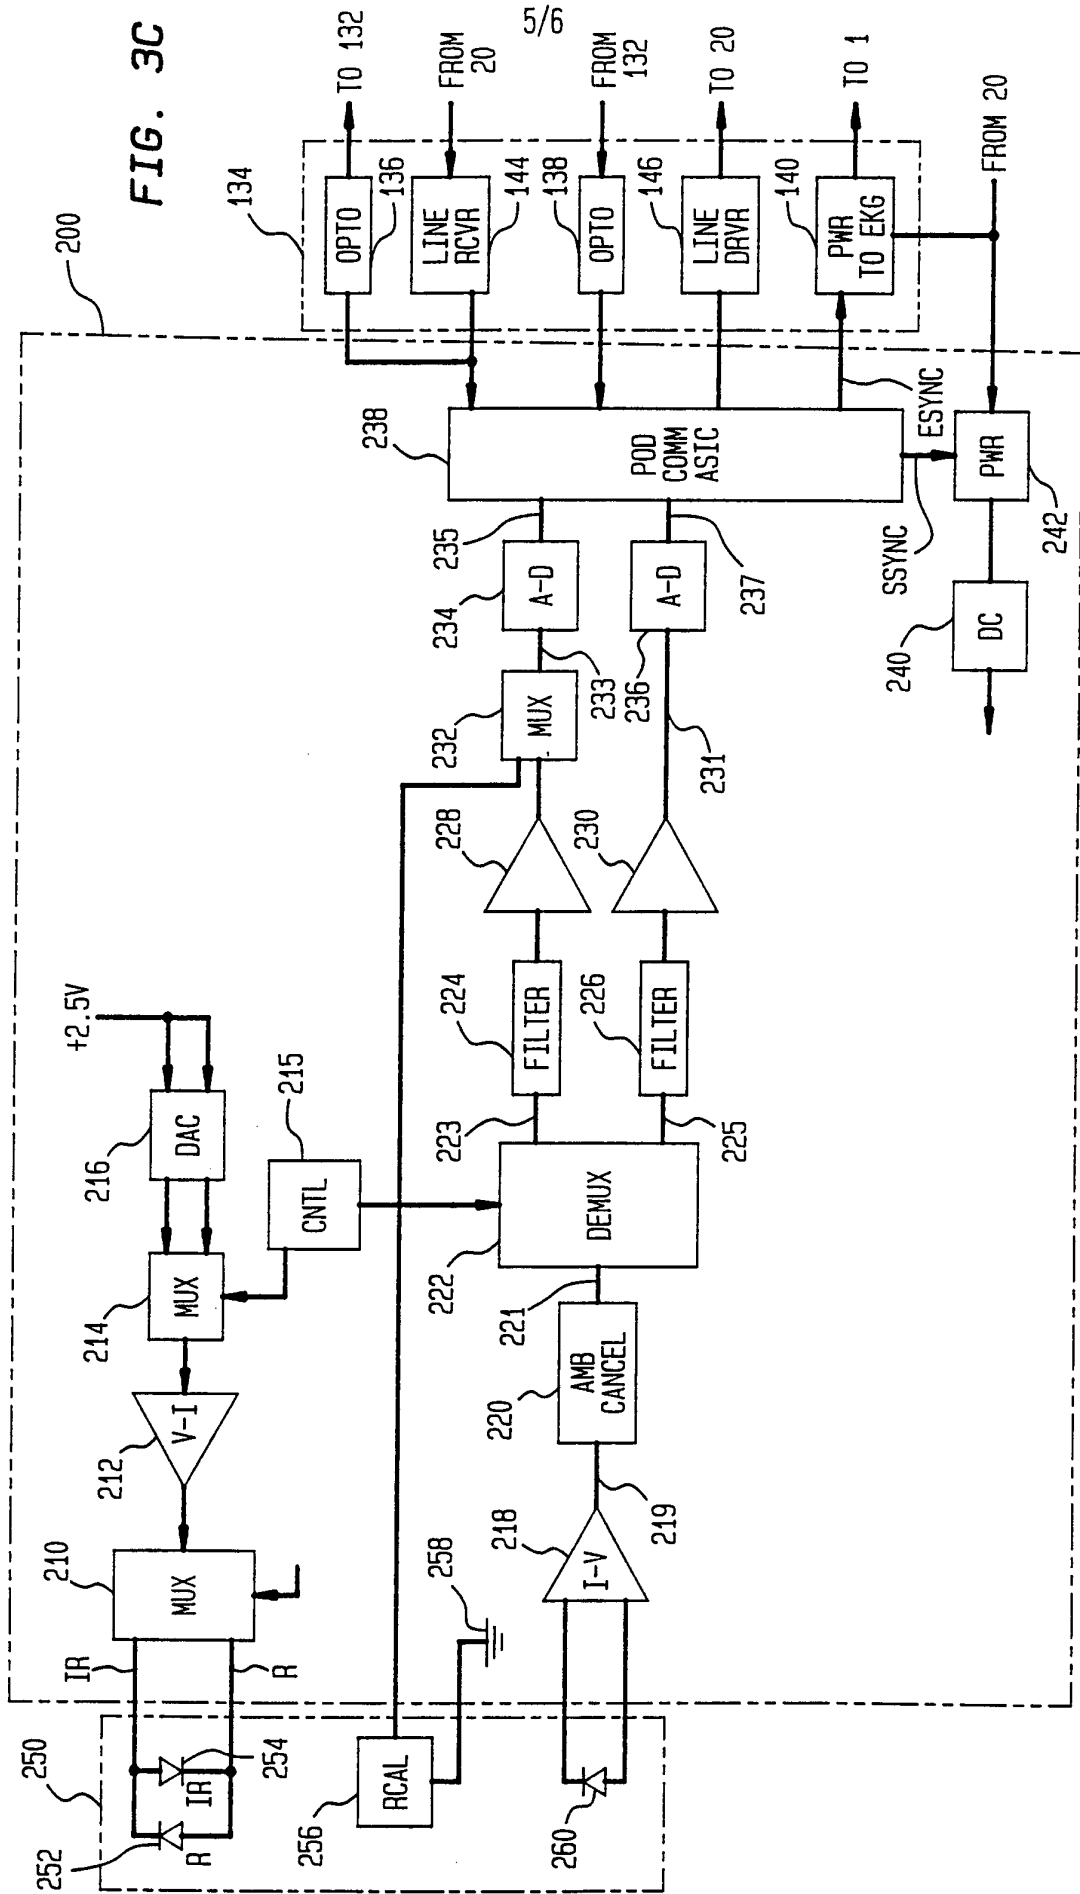 FIG. 3C
5/6
200
134
OPTO
136
TO 132
LINE
RCVR
144
FROM
20
OPTO
138
FROM
132
LINE
DRVR
146
TO 20
PWR
TO EKG
140
TO 1
FROM 20
+2.5V
DAC
216
MUX
214
CNTL
215
V-I
212
MUX
210
IR
R
250
252
R
IR
254
RCAL
256
258
260
I-V
218
219
AMB
CANCEL
220
221
DEMUX
222
223
225
FILTER
224
FILTER
226
228
230
231
MUX
232
233
A-D
234
235
A-D
236
237
POD
COMM
ASIC
238
ESYNC
SSYNC
PWR
242
DC
240